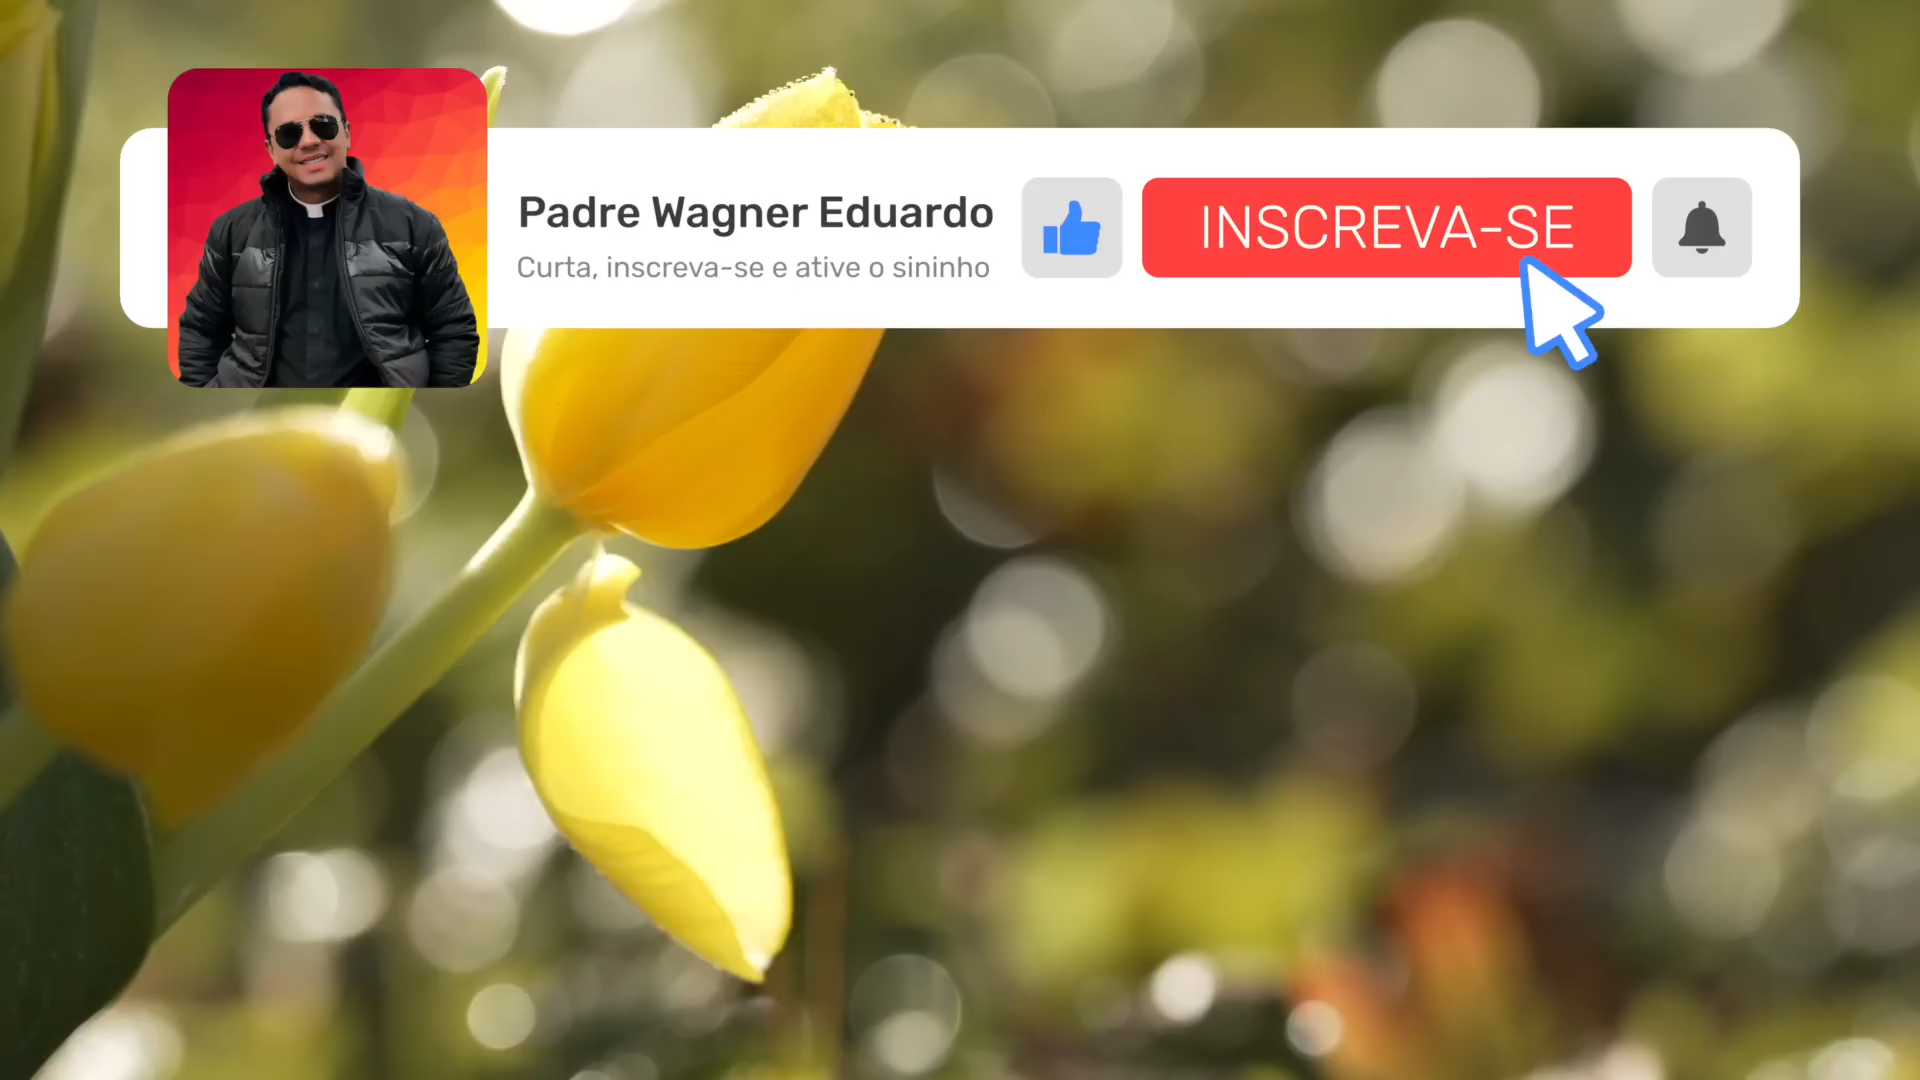 Padre Wagner Eduardo
Curta, inscreva-se e ative o sininho
INSCREVA-SE